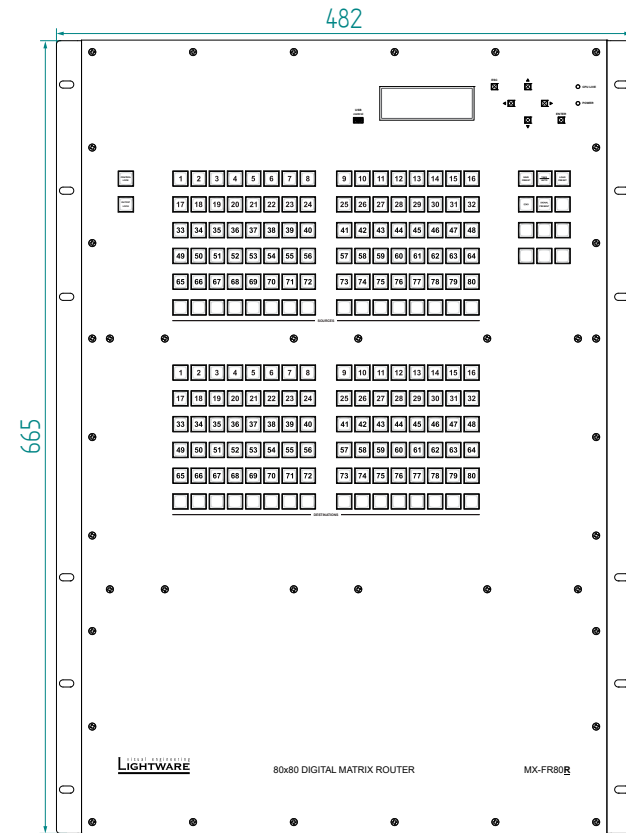 482
665
ESC
CPU LIVE
POWER
ENTER
1 2 3 4 5 6 7 8 9 10 11 12 13 14 15 16
17 18 19 20 21 22 23 24 25 26 27 28 29 30 31 32
33 34 35 36 37 38 39 40 41 42 43 44 45 46 47 48
49 50 51 52 53 54 55 56 57 58 59 60 61 62 63 64
65 66 67 68 69 70 71 72 73 74 75 76 77 78 79 80
SOURCES
1 2 3 4 5 6 7 8 9 10 11 12 13 14 15 16
17 18 19 20 21 22 23 24 25 26 27 28 29 30 31 32
33 34 35 36 37 38 39 40 41 42 43 44 45 46 47 48
49 50 51 52 53 54 55 56 57 58 59 60 61 62 63 64
65 66 67 68 69 70 71 72 73 74 75 76 77 78 79 80
DESTINATIONS
visual engineering
LIGHTWARE
80x80 DIGITAL MATRIX ROUTER
MX-FR80R